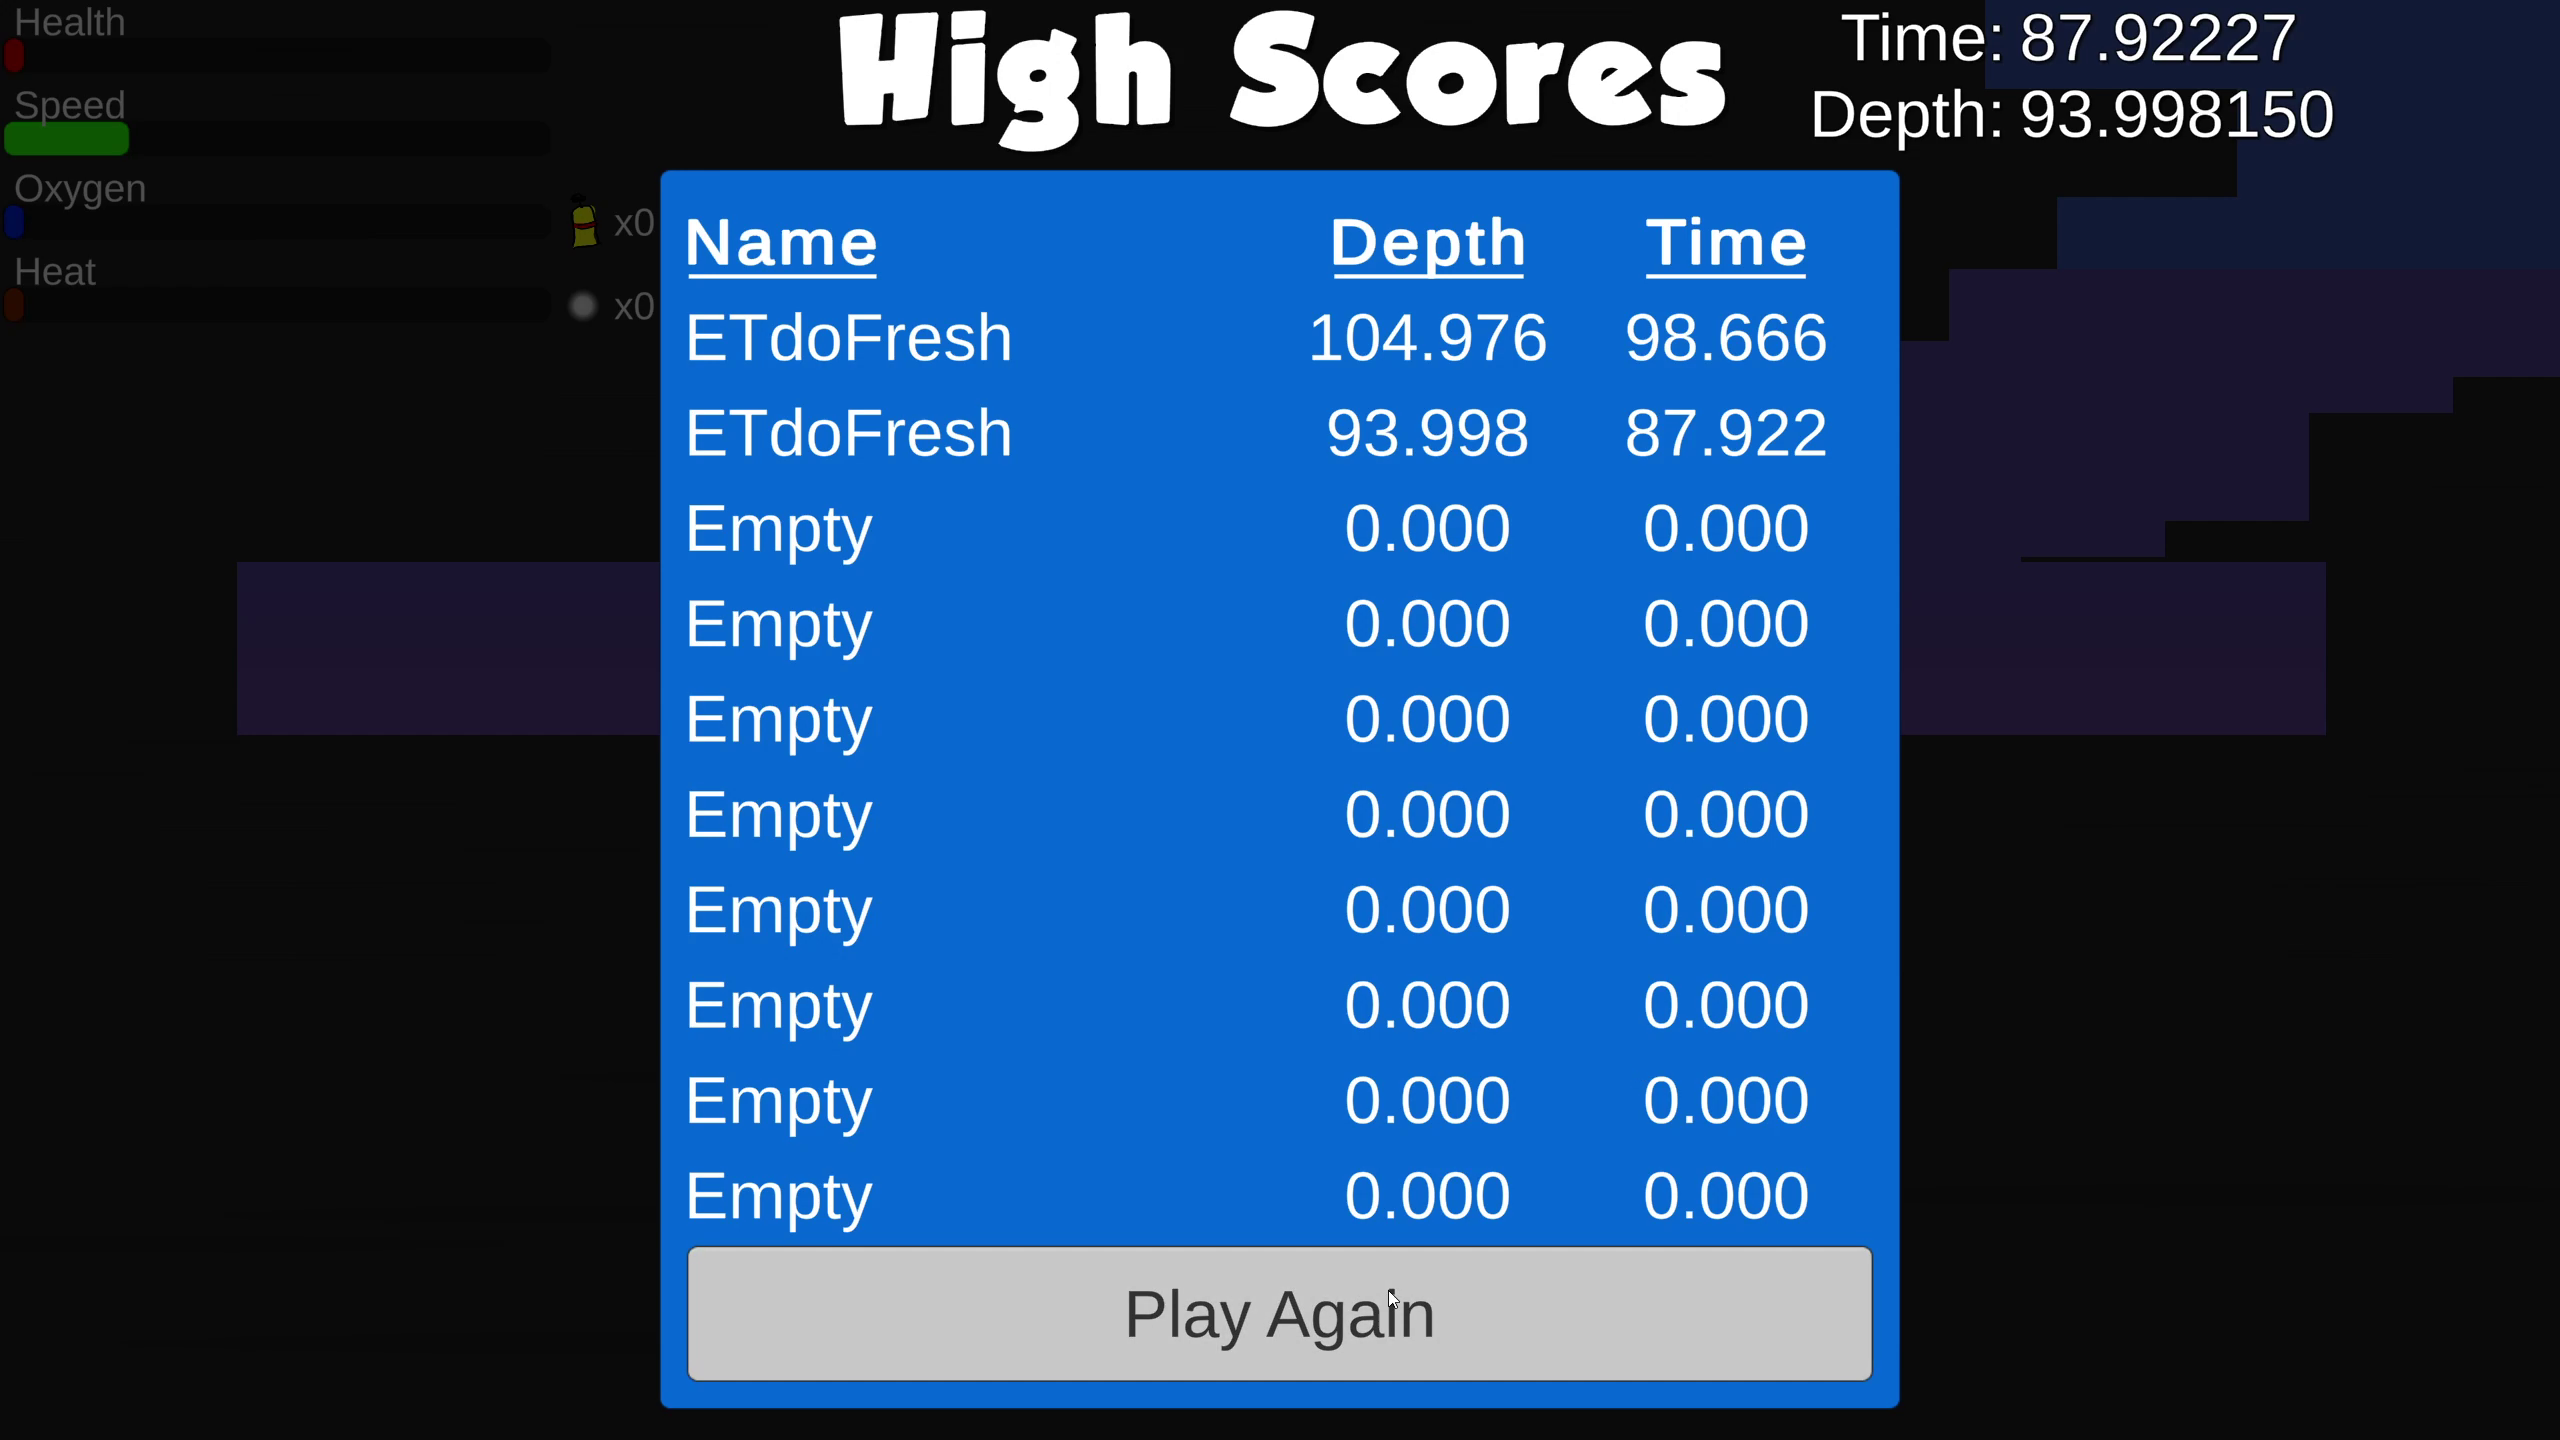 Health
Speed
Oxygen
x0
Heat
x0
High Scores
Time: 87.92227
Depth: 93.998150
Name Depth Time
ETdoFresh 104.976 98.666
ETdoFresh 93.998 87.922
Empty 0.000 0.000
Empty 0.000 0.000
Empty 0.000 0.000
Empty 0.000 0.000
Empty 0.000 0.000
Empty 0.000 0.000
Empty 0.000 0.000
Empty 0.000 0.000
Play Again